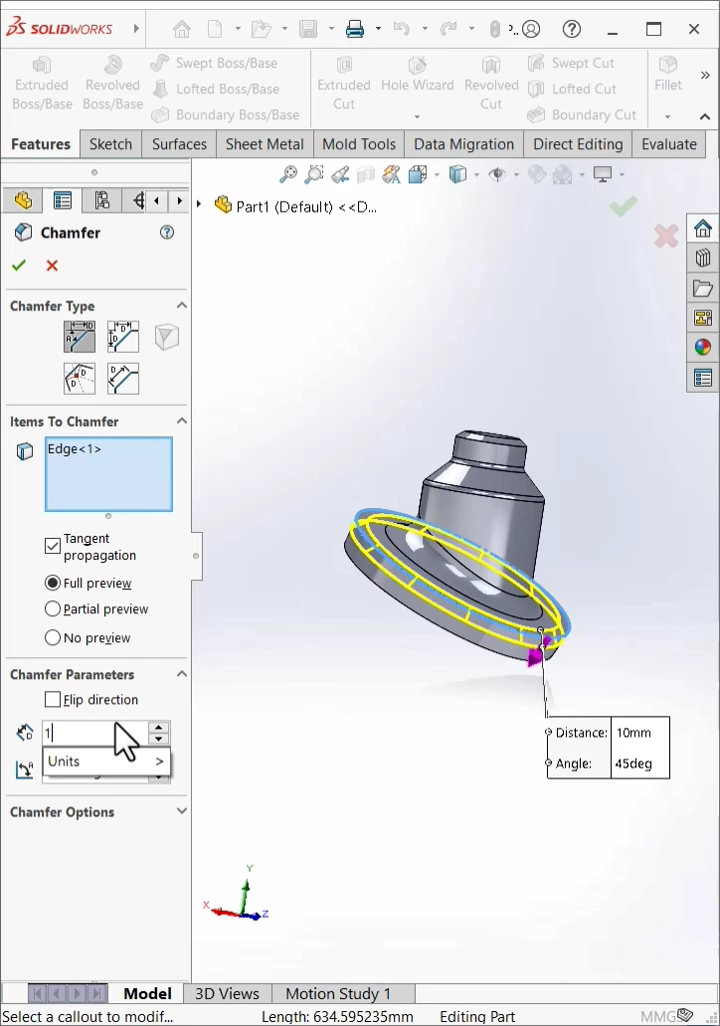 SOLIDWORKS
Extruded Boss/Base
Revolved Boss/Base
Swept Boss/Base
Lofted Boss/Base
Boundary Boss/Base
Extruded Cut
Hole Wizard
Revolved Cut
Swept Cut
Lofted Cut
Boundary Cut
Fillet
Features
Sketch
Surfaces
Sheet Metal
Mold Tools
Data Migration
Direct Editing
Evaluate
Part1 (Default) <<D...
Chamfer
Chamfer Type
Items To Chamfer
Edge<1>
Tangent
propagation
Full preview
Partial preview
No preview
Chamfer Parameters
Flip direction
1
Units >
Chamfer Options
Distance: 10mm
Angle: 45deg
Y
X
Z
Model
3D Views
Motion Study 1
Select a callout to modif...
Length: 634.595235mm
Editing Part
MMG